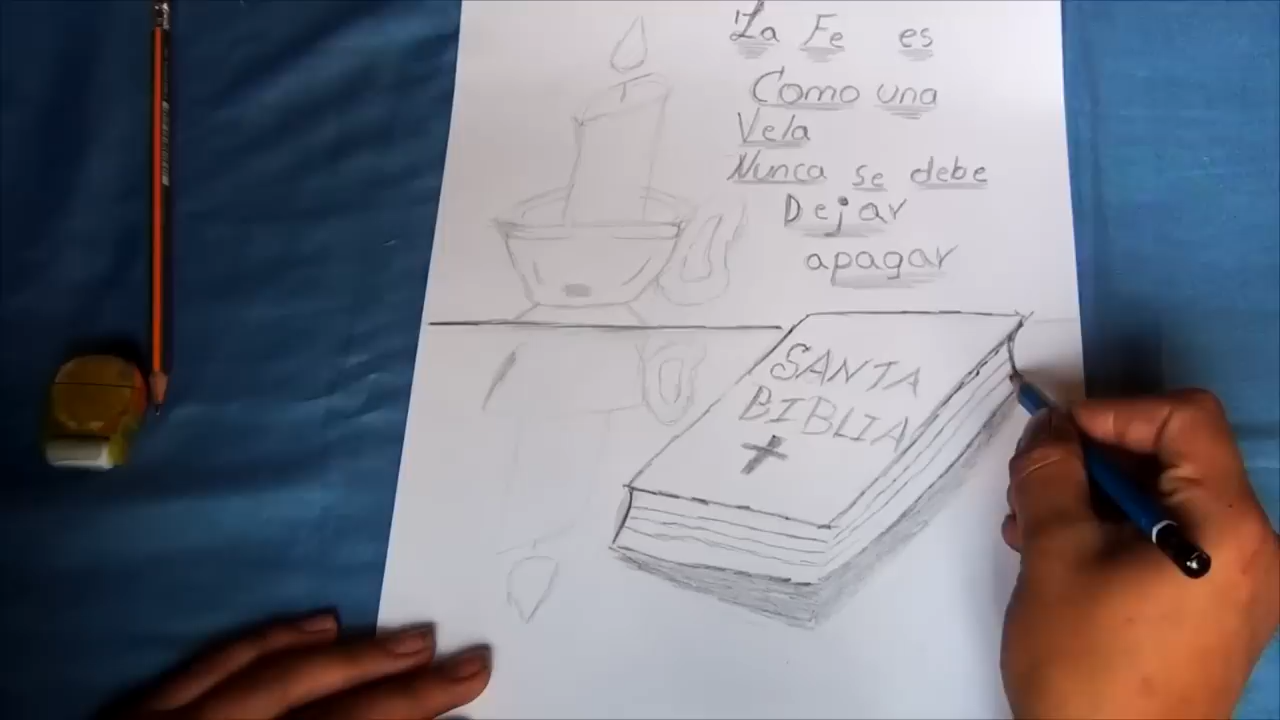 La Fe es
Como una
Vela
Nunca se debe
Dejar
apagar
SANTA
BIBLIA